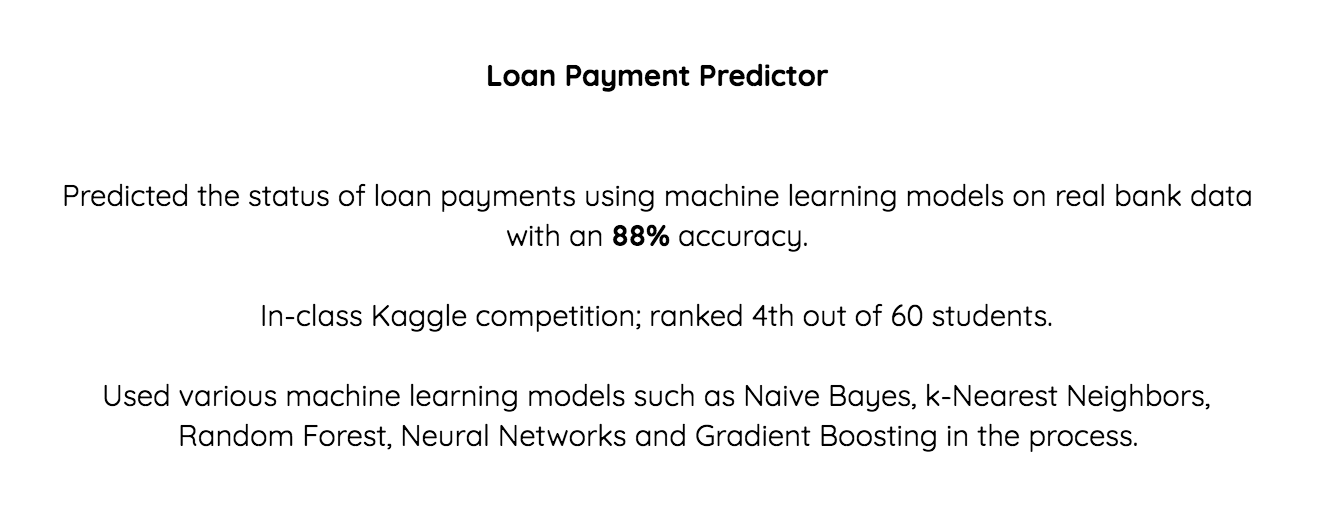 Loan Payment Predictor
Predicted the status of loan payments using machine learning models on real bank data
with an 88% accuracy.
In-class Kaggle competition; ranked 4th out of 60 students.
Used various machine learning models such as Naive Bayes, k-Nearest Neighbors,
Random Forest, Neural Networks and Gradient Boosting in the process.